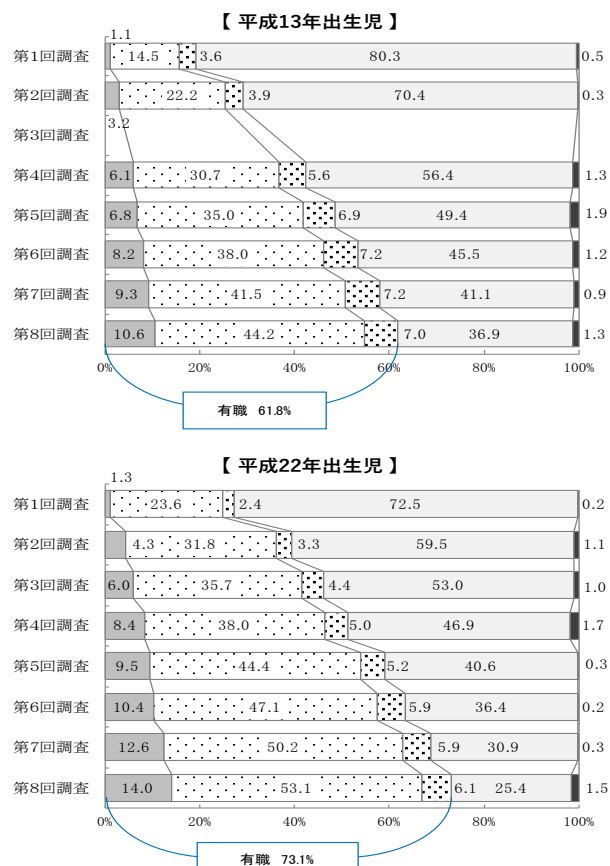 【 平成13年出生児 】
1.1
第1回調査 14.5 3.6 80.3 0.5
第2回調査 22.2 3.9 70.4 0.3
3.2
第3回調査
第4回調査 6.1 30.7 5.6 56.4 1.3
第5回調査 6.8 35.0 6.9 49.4 1.9
第6回調査 8.2 38.0 7.2 45.5 1.2
第7回調査 9.3 41.5 7.2 41.1 0.9
第8回調査 10.6 44.2 7.0 36.9 1.3
0% 20% 40% 60% 80% 100%
有職 61.8%
【 平成22年出生児 】
1.3
第1回調査 23.6 2.4 72.5 0.2
第2回調査 4.3 31.8 3.3 59.5 1.1
第3回調査 6.0 35.7 4.4 53.0 1.0
第4回調査 8.4 38.0 5.0 46.9 1.7
第5回調査 9.5 44.4 5.2 40.6 0.3
第6回調査 10.4 47.1 5.9 36.4 0.2
第7回調査 12.6 50.2 5.9 30.9 0.3
第8回調査 14.0 53.1 6.1 25.4 1.5
0% 20% 40% 60% 80% 100%
有職 73.1%